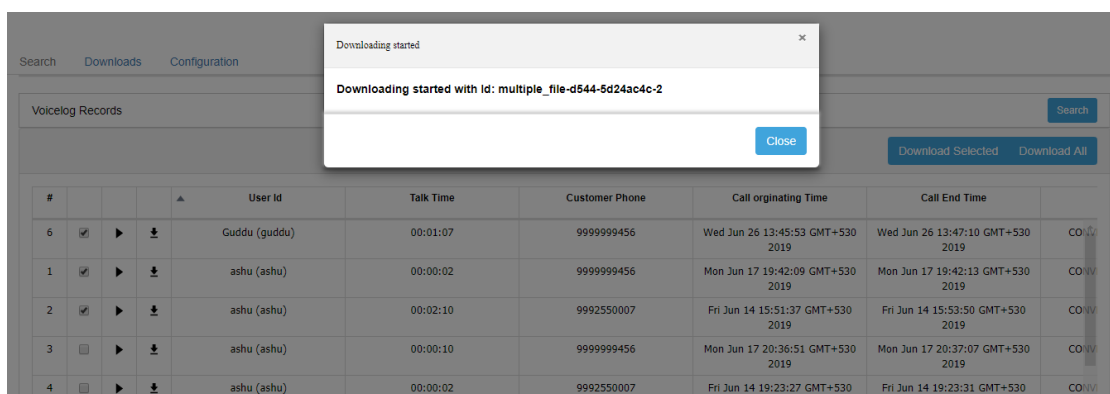 Downloading started ×
Search Downloads Configuration
Downloading started with Id: multiple_file-d544-5d24ac4c-2
Voicelog Records Search
Close
Download Selected Download All
# User Id Talk Time Customer Phone Call orginating Time Call End Time
6 Guddu (guddu) 00:01:07 9999999456 Wed Jun 26 13:45:53 GMT+530 Wed Jun 26 13:47:10 GMT+530
2019 2019
1 ashu (ashu) 00:00:02 9999999456 Mon Jun 17 19:42:09 GMT+530 Mon Jun 17 19:42:13 GMT+530
2019 2019
2 ashu (ashu) 00:02:10 9992550007 Fri Jun 14 15:51:37 GMT+530 Fri Jun 14 15:53:50 GMT+530
2019 2019
3 ashu (ashu) 00:00:10 9999999456 Mon Jun 17 20:36:51 GMT+530 Mon Jun 17 20:37:07 GMT+530
2019 2019
4 ashu (ashu) 00:00:02 9992550007 Fri Jun 14 19:23:27 GMT+530 Fri Jun 14 19:23:31 GMT+530